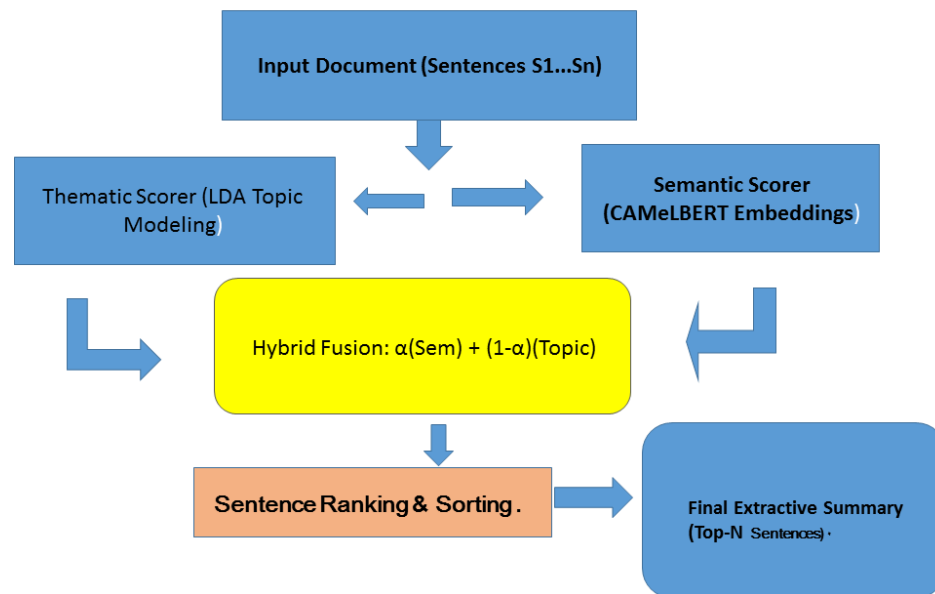 Input Document (Sentences S1...Sn)
Thematic Scorer (LDA Topic
Modeling)
Semantic Scorer
(CAMeLBERT Embeddings)
Hybrid Fusion: α(Sem) + (1-α)(Topic)
Sentence Ranking & Sorting.
Final Extractive Summary
(Top-N Sentences).